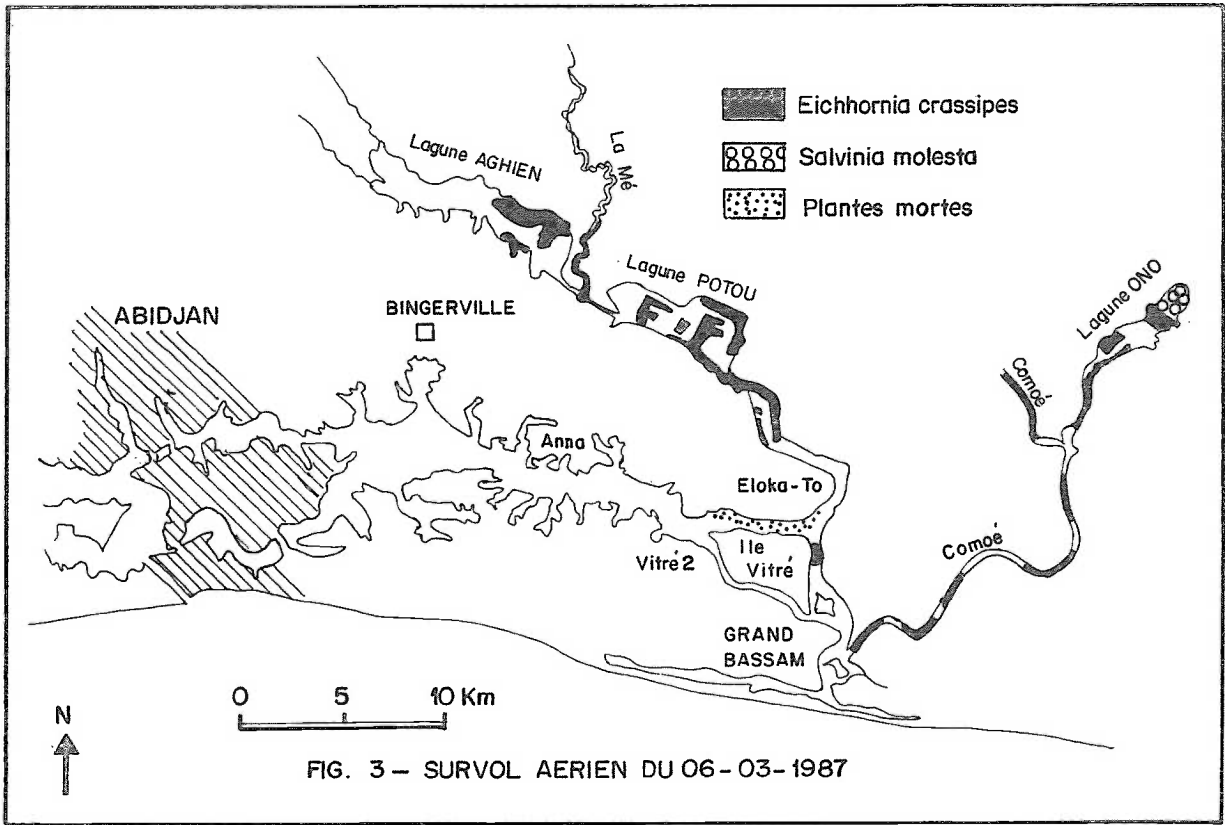 Eichhornia crassipes
Salvinia molesta
Plantes mortes
Lagune AGHIEN
La Mé
Lagune POTOU
Lagune ONO
ABIDJAN
BINGERVILLE
Comoé
Anna
Eloka-To
Comoé
Vitré 2
Ile
Vitré
GRAND
BASSAM
0 5 10 Km
N
FIG. 3 – SURVOL AERIEN DU 06-03-1987